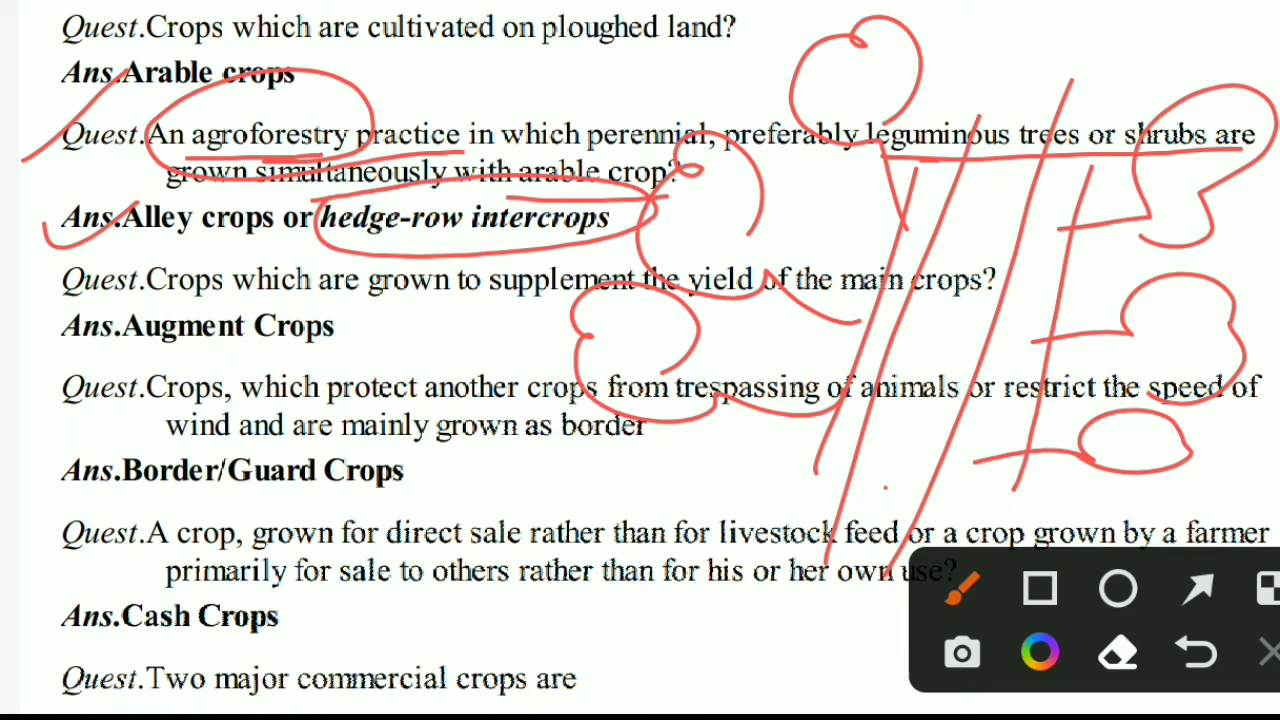 Quest.Crops which are cultivated on ploughed land?
Ans.Arable crops
Quest.An agroforestry practice in which perennial, preferably leguminous trees or shrubs are
grown simultaneously with arable crop?
Ans.Alley crops or hedge-row intercrops
Quest.Crops which are grown to supplement the yield of the main crops?
Ans.Augment Crops
Quest.Crops, which protect another crops from trespassing of animals or restrict the speed of
wind and are mainly grown as border
Ans.Border/Guard Crops
Quest.A crop, grown for direct sale rather than for livestock feed or a crop grown by a farmer
primarily for sale to others rather than for his or her own use?
Ans.Cash Crops
Quest.Two major commercial crops are